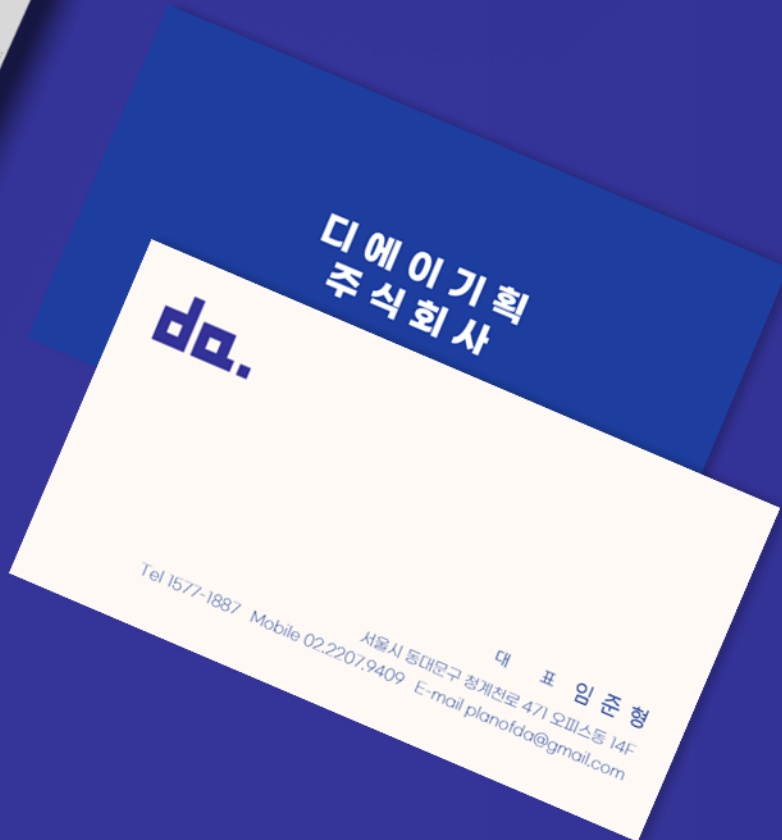 디에이기획
주식회사
da.
대 표 임준형
서울시 동대문구 청계천로 471 오피스동 14F
Tel 1577-1887 Mobile 02.2207.9409 E-mail planofda@gmail.com